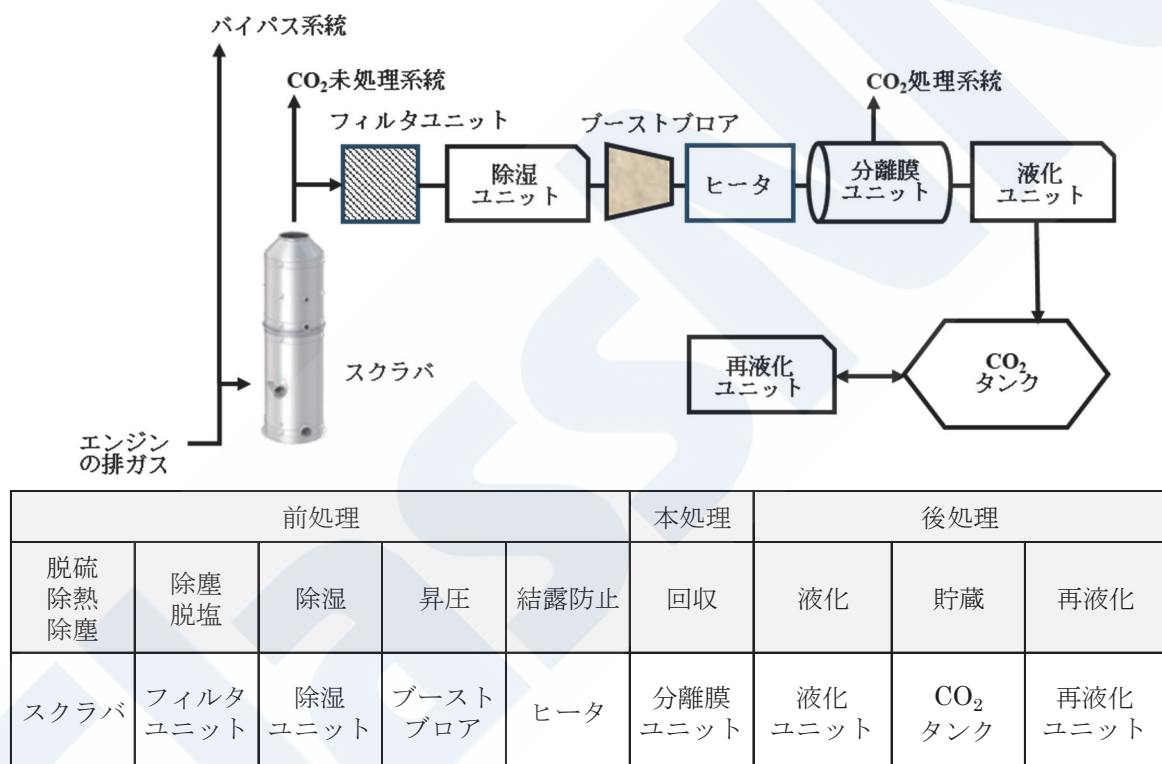 バイパス系統
CO₂未処理系統
CO₂処理系統
フィルタユニット
ブーストブロア
除湿
ユニット
ヒータ
分離膜
ユニット
液化
ユニット
スクラバ
再液化
ユニット
CO₂
タンク
エンジン
の排ガス
前処理
本処理
後処理
脱硫
除熱
除塵
除塵
脱塩
除湿
昇圧
結露防止
回収
液化
貯蔵
再液化
スクラバ
フィルタ
ユニット
除湿
ユニット
ブースト
ブロア
ヒータ
分離膜
ユニット
液化
ユニット
CO₂
タンク
再液化
ユニット